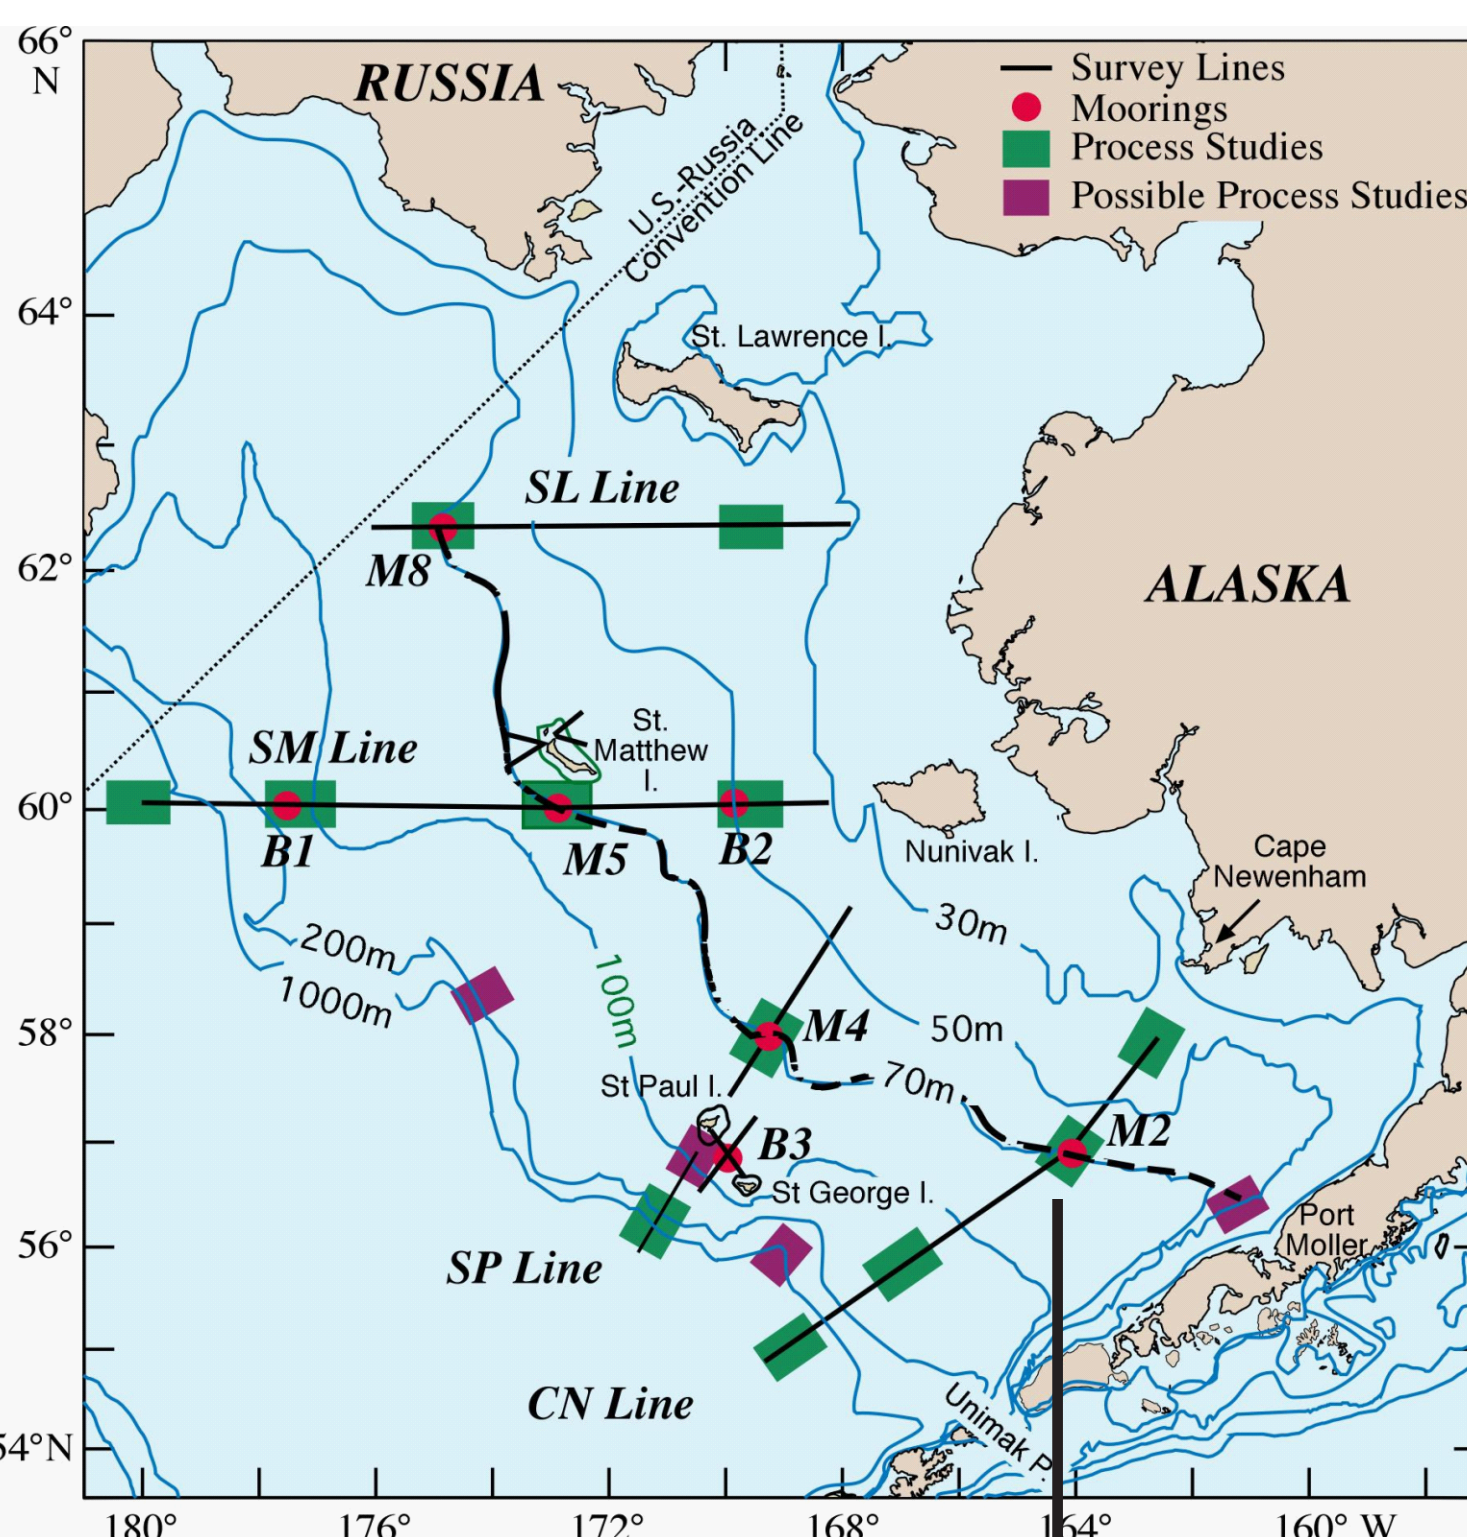 66°
N
RUSSIA
Survey Lines
Moorings
Process Studies
Possible Process Studies
U.S.-Russia
Convention Line
64°
St. Lawrence I.
SL Line
62°
M8
ALASKA
St.
Matthew
I.
SM Line
60°
B1
M5
B2
Nunivak I.
Cape
Newenham
30m
200m
1000m
100m
58°
M4
50m
70m
St Paul I.
M2
B3
St George I.
56°
SP Line
Port
Moller
CN Line
Unimak P.
54°N
180°
176°
172°
168°
164°
160° W